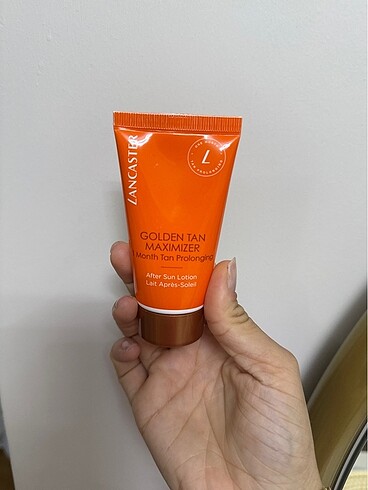 LANCASTER
L
GOLDEN TAN
MAXIMIZER
Month Tan Prolonging
After Sun Lotion
Lait Après-Soleil